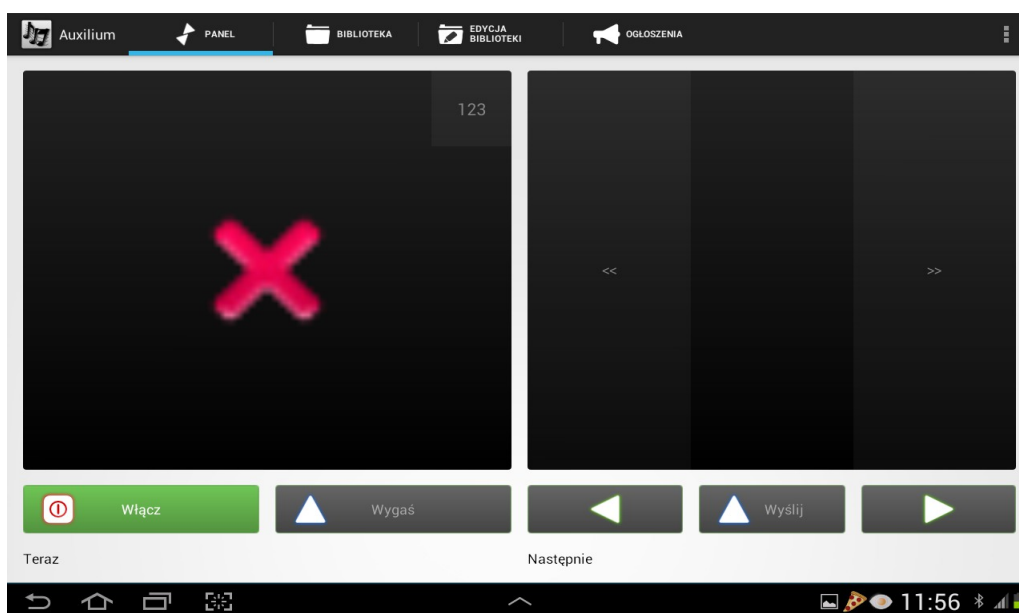 Auxilium
PANEL
BIBLIOTEKA
EDYCJA
BIBLIOTEKI
OGŁOSZENIA
123
<<
>>
Włącz
Wygaś
Wyślij
Teraz
Następnie
11:56